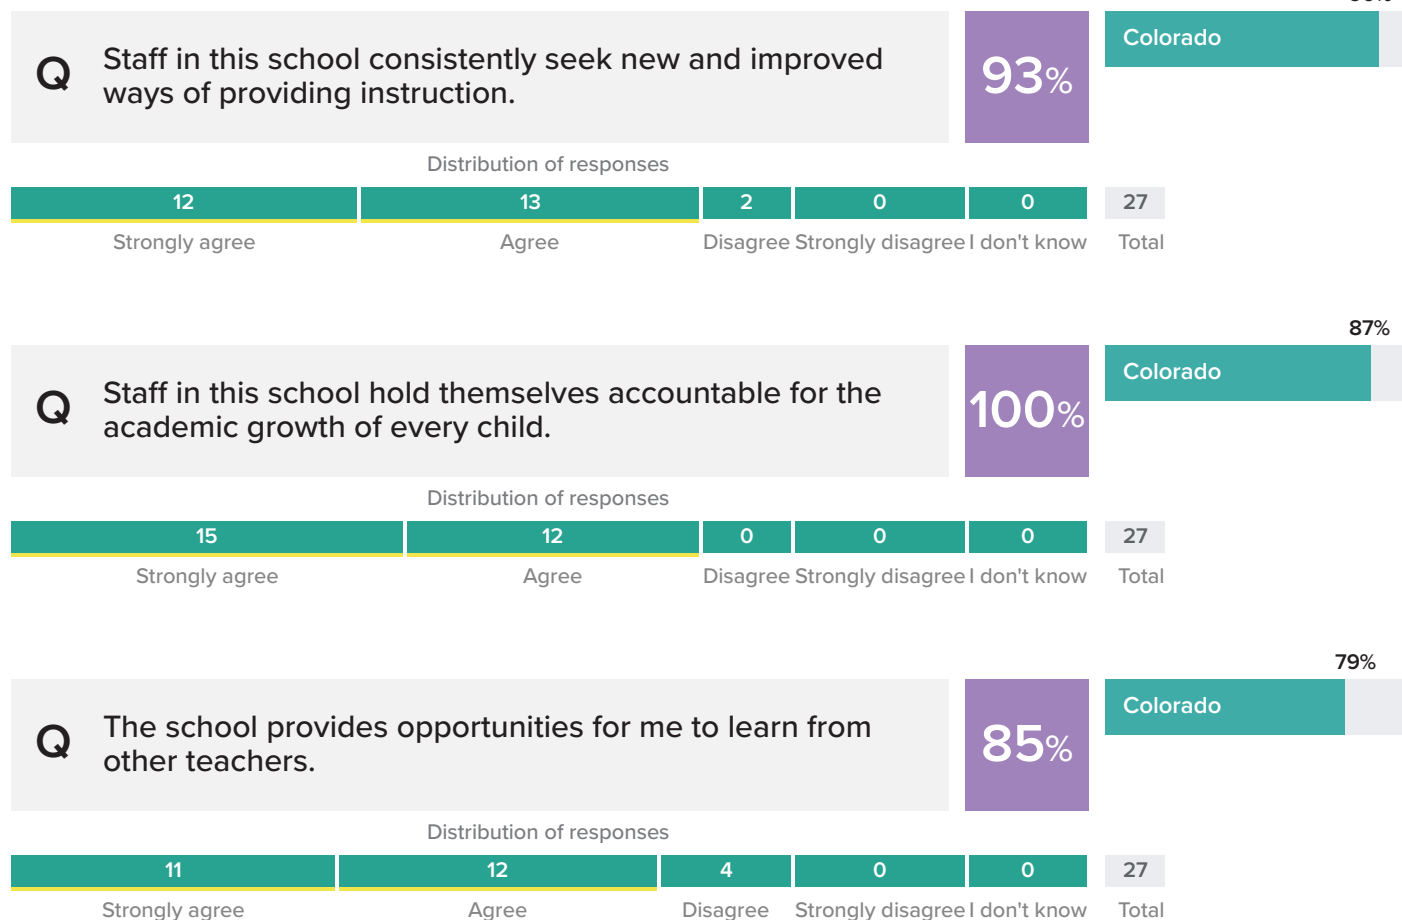 Q
Staff in this school consistently seek new and improved
ways of providing instruction.
93%
Colorado
Distribution of responses
12 13 2 0 0 27
Strongly agree Agree Disagree Strongly disagree I don't know Total
87%
Q
Staff in this school hold themselves accountable for the
academic growth of every child.
100%
Colorado
Distribution of responses
15 12 0 0 0 27
Strongly agree Agree Disagree Strongly disagree I don't know Total
79%
Q
The school provides opportunities for me to learn from
other teachers.
85%
Colorado
Distribution of responses
11 12 4 0 0 27
Strongly agree Agree Disagree Strongly disagree I don't know Total